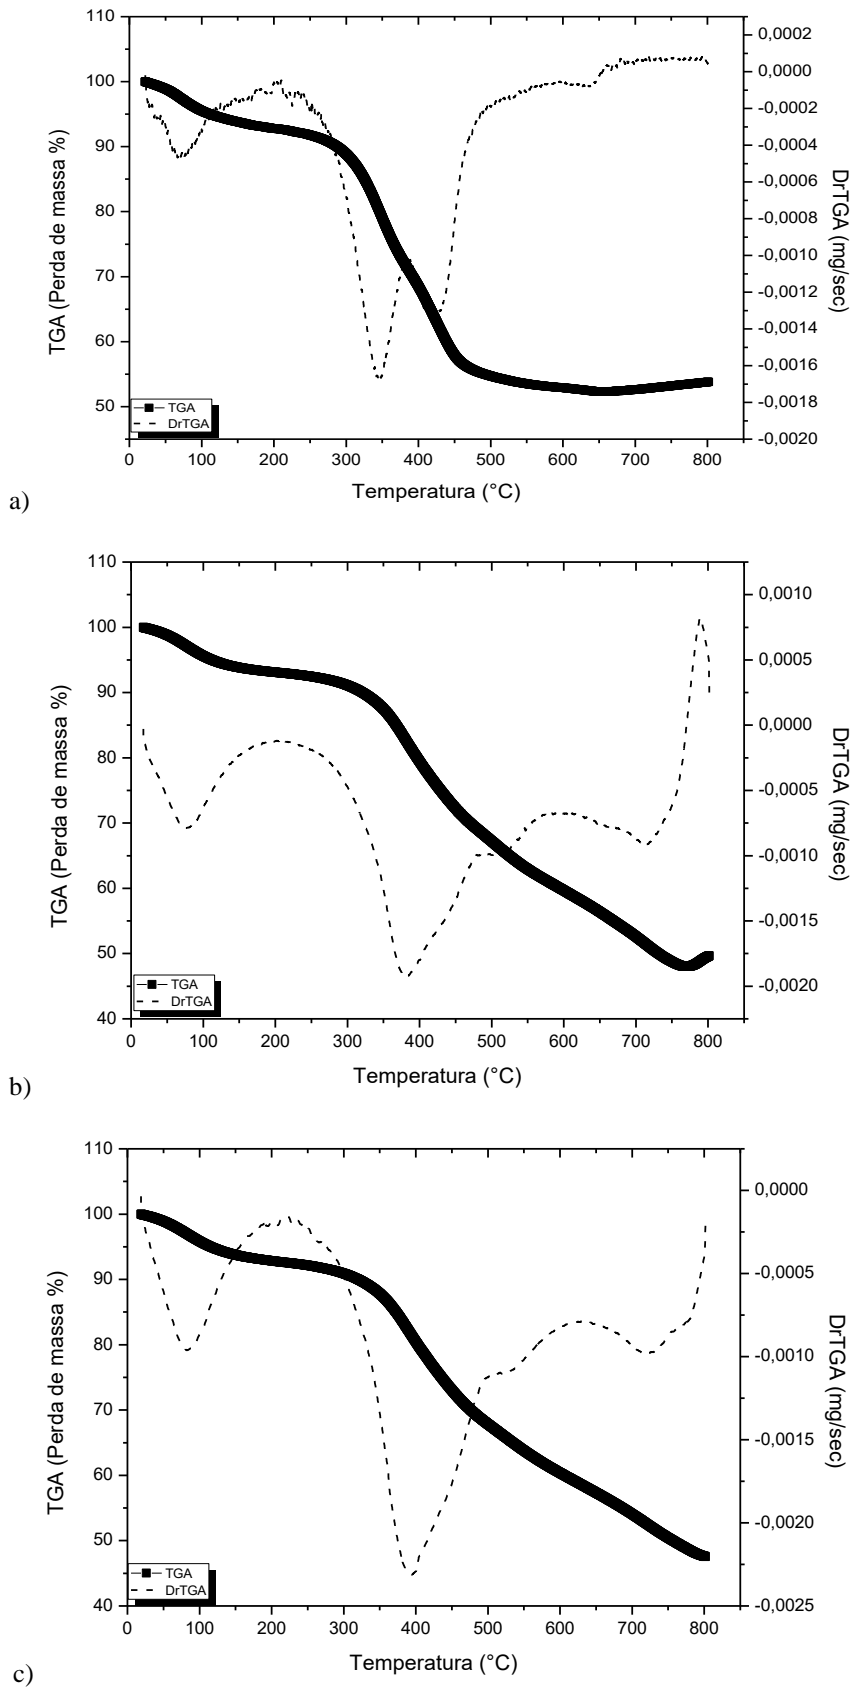 110
100
90
80
70
60
50
TGA (Perda de massa %)
0,0002
0,0000
-0,0002
-0,0004
-0,0006
-0,0008
-0,0010
-0,0012
-0,0014
-0,0016
-0,0018
-0,0020
DrTGA (mg/sec)
TGA
DrTGA
0 100 200 300 400 500 600 700 800
Temperatura (°C)
a)
110
100
90
80
70
60
50
40
TGA (Perda de massa %)
0,0010
0,0005
0,0000
-0,0005
-0,0010
-0,0015
-0,0020
DrTGA (mg/sec)
TGA
DrTGA
0 100 200 300 400 500 600 700 800
Temperatura (°C)
b)
110
100
90
80
70
60
50
40
TGA (Perda de massa %)
0,0000
-0,0005
-0,0010
-0,0015
-0,0020
-0,0025
DrTGA (mg/sec)
TGA
DrTGA
0 100 200 300 400 500 600 700 800
Temperatura (°C)
c)